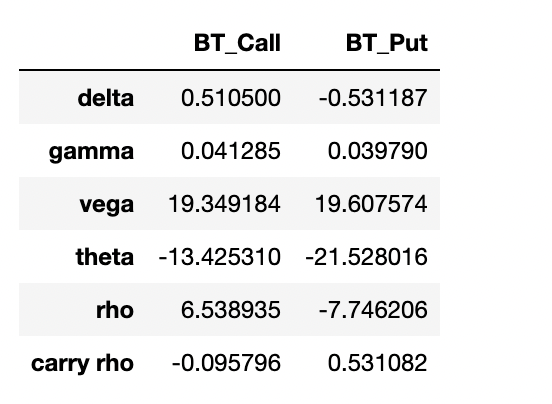 BT_Call BT_Put
delta 0.510500 -0.531187
gamma 0.041285 0.039790
vega 19.349184 19.607574
theta -13.425310 -21.528016
rho 6.538935 -7.746206
carry rho -0.095796 0.531082